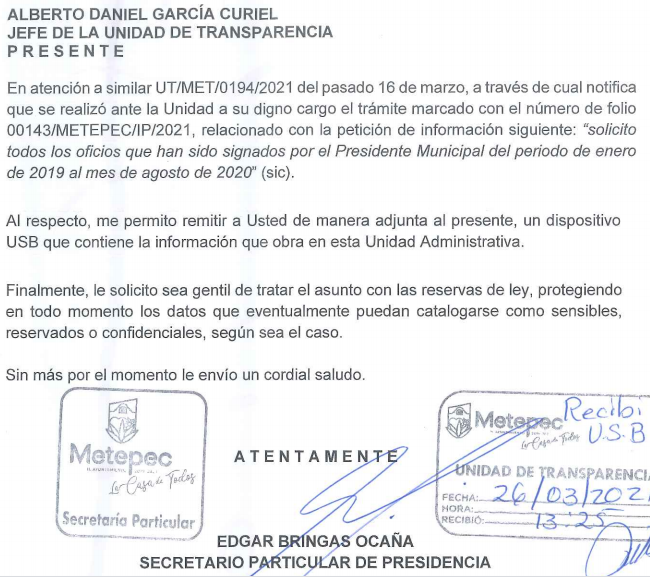 ALBERTO DANIEL GARCÍA CURIEL
JEFE DE LA UNIDAD DE TRANSPARENCIA
P R E S E N T E
En atención a similar UT/MET/0194/2021 del pasado 16 de marzo, a través de cual notifica
que se realizó ante la Unidad a su digno cargo el trámite marcado con el número de folio
00143/METEPEC/IP/2021, relacionado con la petición de información siguiente: “solicito
todos los oficios que han sido signados por el Presidente Municipal del periodo de enero
de 2019 al mes de agosto de 2020” (sic).
Al respecto, me permito remitir a Usted de manera adjunta al presente, un dispositivo
USB que contiene la información que obra en esta Unidad Administrativa.
Finalmente, le solicito sea gentil de tratar el asunto con las reservas de ley, protegiendo
en todo momento los datos que eventualmente puedan catalogarse como sensibles,
reservados o confidenciales, según sea el caso.
Sin más por el momento le envío un cordial saludo.
Metepec
La Casa de Todos
Secretaría Particular
A T E N T A M E N T E
Metepec
La Casa de Todos
Recibi
U.S.B
UNIDAD DE TRANSPARENCIA
FECHA: 26/03/202
HORA:
RECIBIÓ: 13:25
EDGAR BRINGAS OCAÑA
SECRETARIO PARTICULAR DE PRESIDENCIA